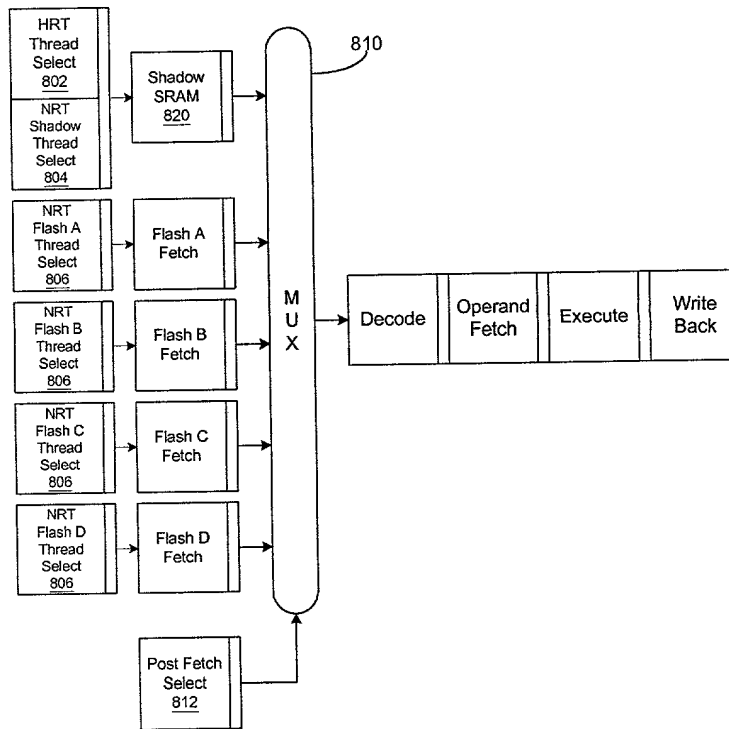 HRT
Thread
Select
802
NRT
Shadow
Thread
Select
804
Shadow
SRAM
820
810
NRT
Flash A
Thread
Select
806
Flash A
Fetch
NRT
Flash B
Thread
Select
806
Flash B
Fetch
NRT
Flash C
Thread
Select
806
Flash C
Fetch
NRT
Flash D
Thread
Select
806
Flash D
Fetch
M
U
X
Decode
Operand
Fetch
Execute
Write
Back
Post Fetch
Select
812